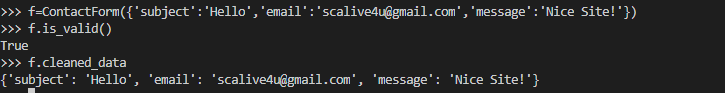 >>> f=ContactForm({'subject':'Hello','email':'scalive4u@gmail.com','message':'Nice Site!'})
>>> f.is_valid()
True
>>> f.cleaned_data
{'subject': 'Hello', 'email': 'scalive4u@gmail.com', 'message': 'Nice Site!'}